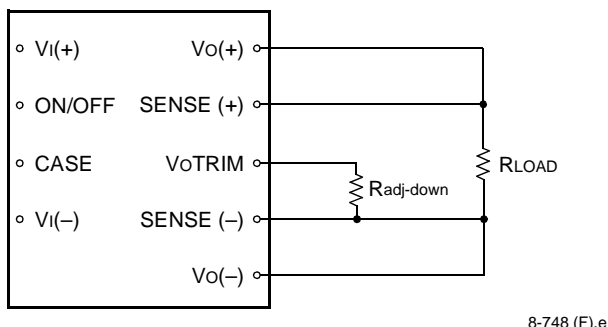 VI(+)
VO(+)
ON/OFF
SENSE (+)
CASE
VOTRIM
RLOAD
Radj-down
VI(–)
SENSE (–)
VO(–)
8-748 (F).e